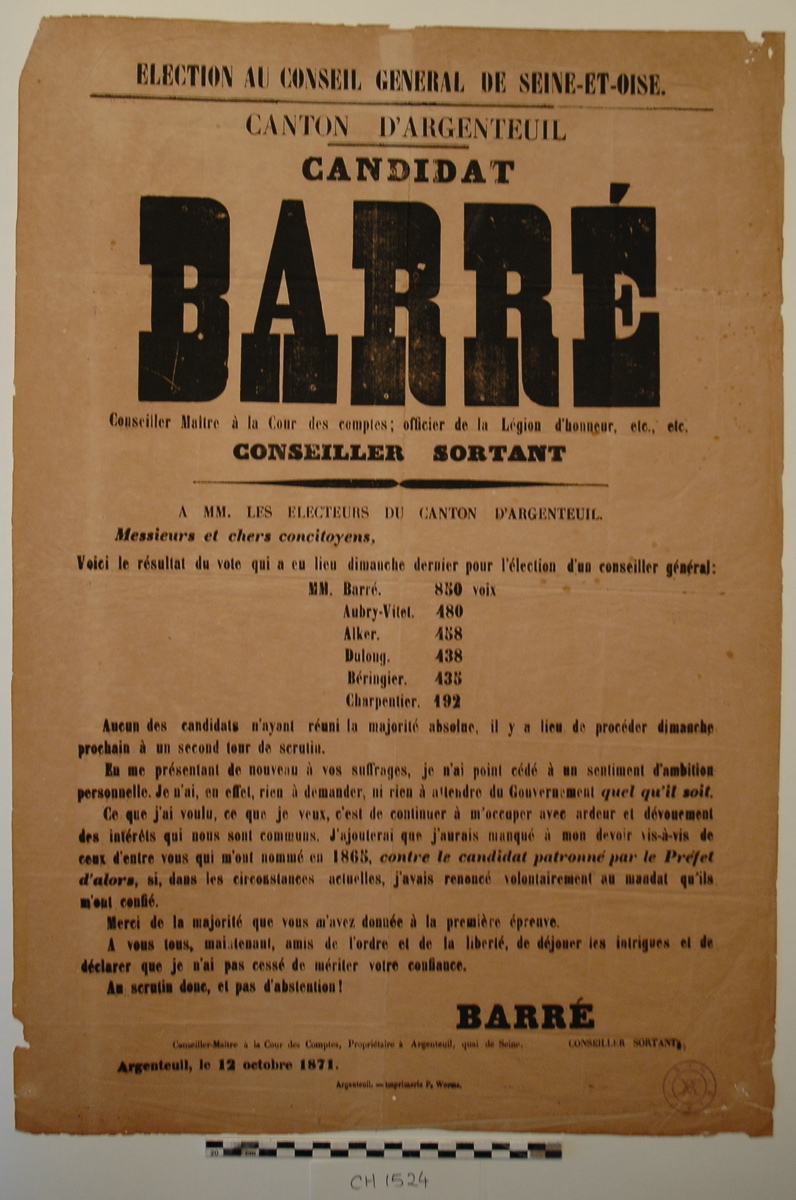 ELECTION AU CONSEIL GENERAL DE SEINE-ET-OISE.
CANTON D'ARGENTEUIL
CANDIDAT
BARRÉ
Conseiller Maître à la Cour des comptes; officier de la Légion d'honneur, etc., etc.
CONSEILLER SORTANT
A MM. LES ELECTEURS DU CANTON D'ARGENTEUIL.
Messieurs et chers concitoyens,
Voici le résultat du vote qui a eu lieu dimanche dernier pour l'élection d'un conseiller général:
MM. Barré. 850 voix
Aubry-Vitet. 480
Alker. 458
Dulong. 438
Béringier. 435
Charpentier. 192
Aucun des candidats n'ayant réuni la majorité absolue, il y a lieu de procéder dimanche
prochain à un second tour de scrutin.
En me présentant de nouveau à vos suffrages, je n'ai point cédé à un sentiment d'ambition
personnelle. Je n'ai, en effet, rien à demander, ni rien à attendre du Gouvernement quel qu'il soit.
Ce que j'ai voulu, ce que je veux, c'est de continuer à m'occuper avec ardeur et dévouement
des intérêts qui nous sont communs. J'ajouterai que j'aurais manqué à mon devoir vis-à-vis de
ceux d'entre vous qui m'ont nommé en 1865, contre le candidat patronné par le Préfet
d'alors, si, dans les circonstances actuelles, j'avais renoncé volontairement au mandat qu'ils
m'ont confié.
Merci de la majorité que vous m'avez donnée à la première épreuve.
A vous tous, maintenant, amis de l'ordre et de la liberté, de déjouer les intrigues et de
déclarer que je n'ai pas cessé de mériter votre confiance.
Au scrutin donc, et pas d'abstention!
BARRÉ
Conseiller-Maître à la Cour des Comptes, Propriétaire à Argenteuil, quai de Seine. CONSEILLER SORTANT,
Argenteuil, le 12 octobre 1871.
Argenteuil. — Imprimerie P. Worms.
20 cm
CH 1524